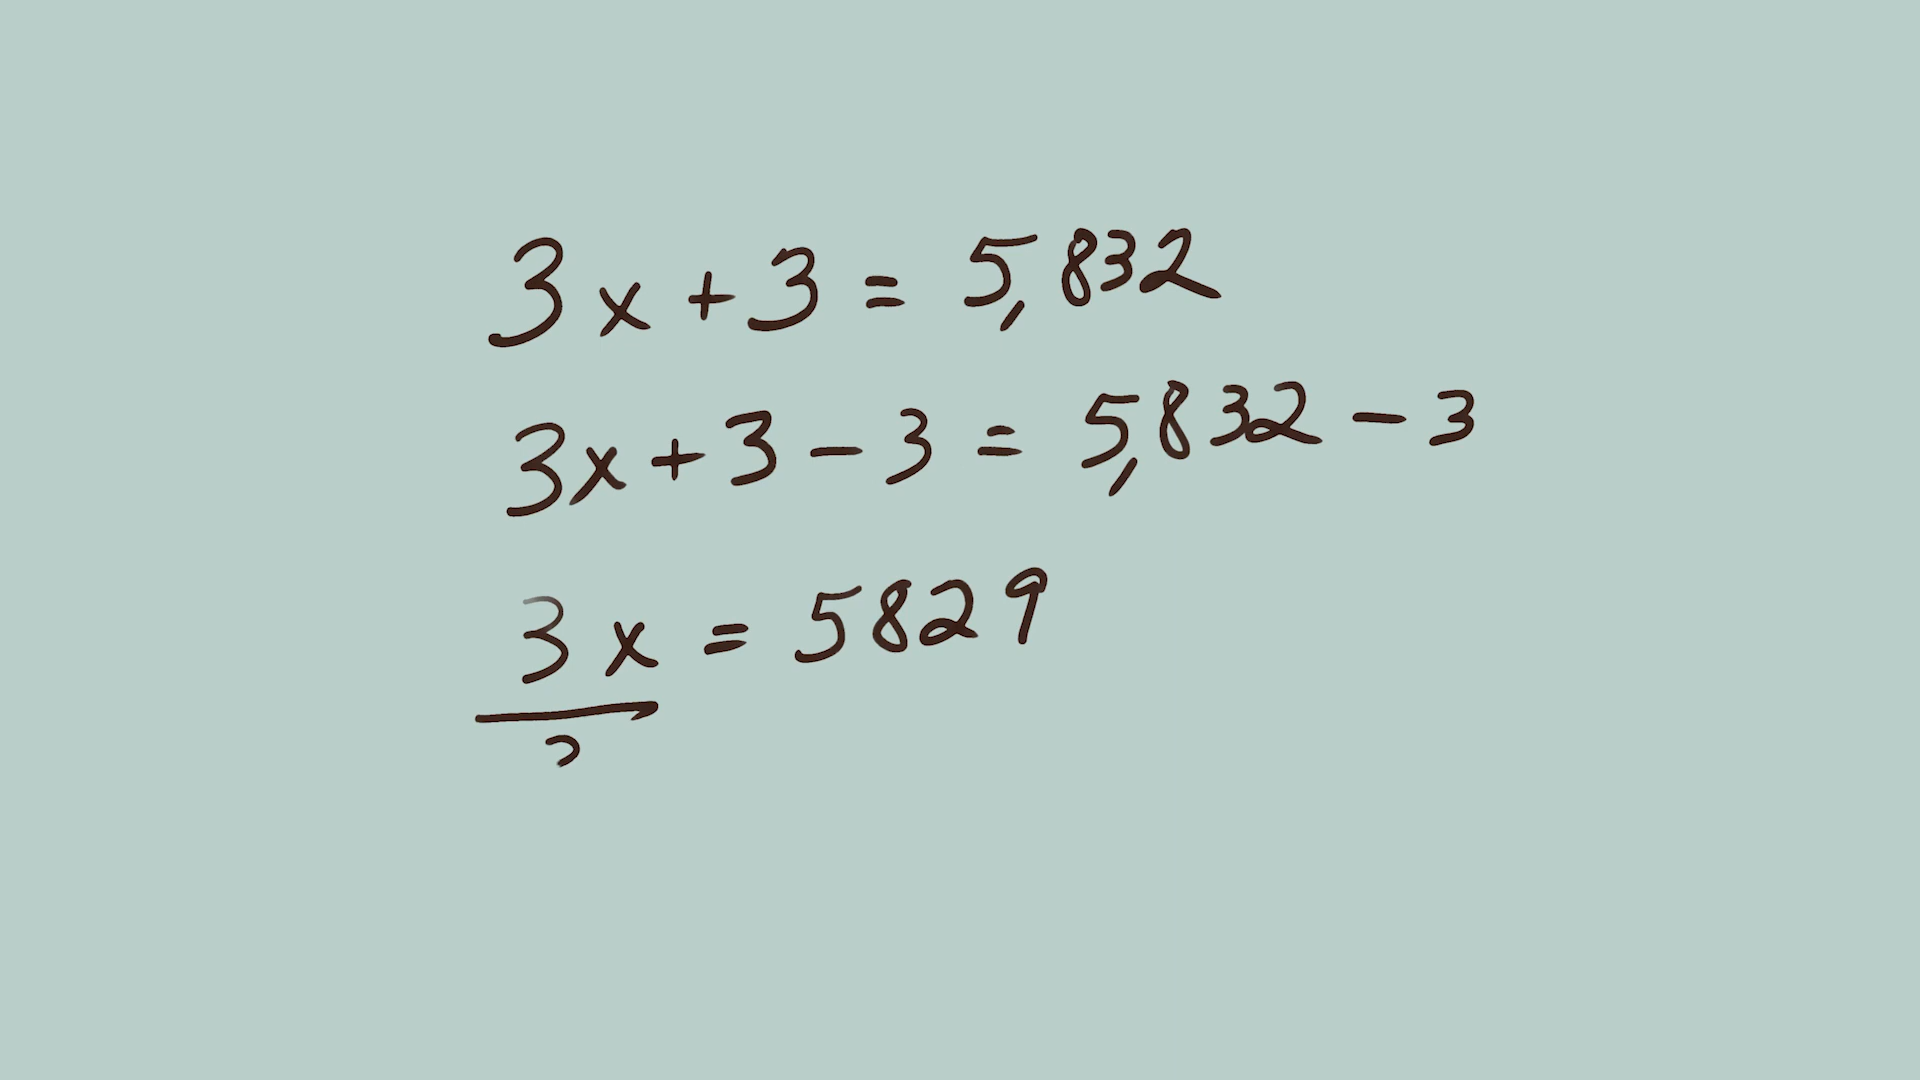 3x + 3 = 5,832
3x + 3 - 3 = 5,832 - 3
3x = 5829